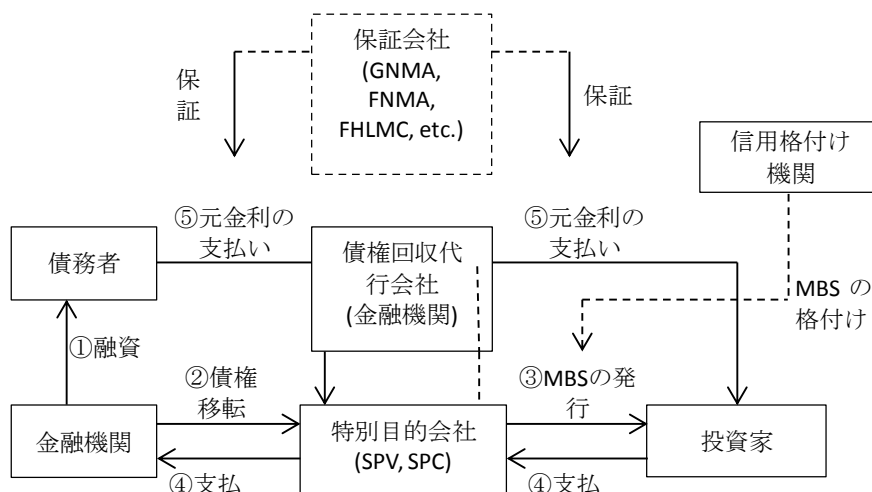 保証会社
(GNMA,
FNMA,
FHLMC, etc.)
保
証
保証
信用格付け
機関
⑤元金利の
支払い
⑤元金利の
支払い
債務者
債権回収代
行会社
(金融機関)
MBS の
格付け
①融資
②債権
移転
③MBSの発
行
金融機関
特別目的会社
(SPV, SPC)
投資家
④支払
④支払